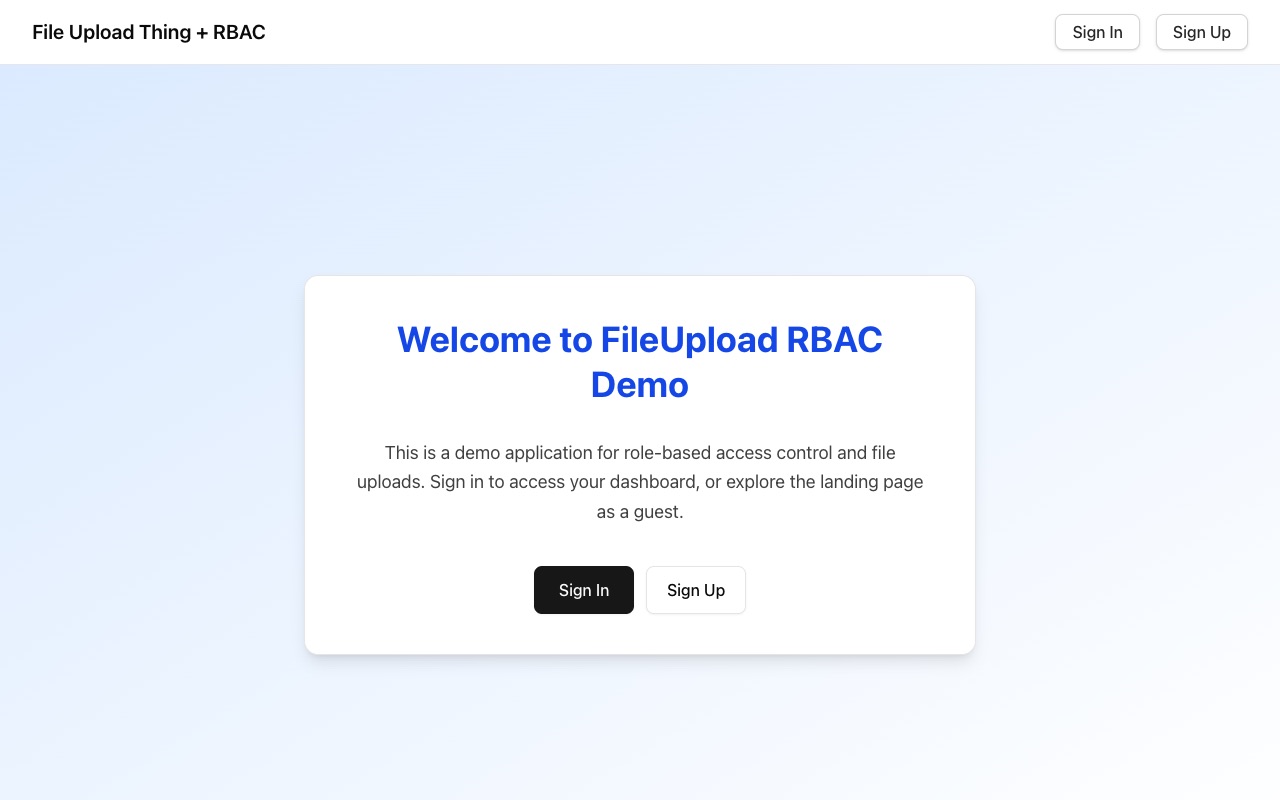 File Upload Thing + RBAC
Sign In
Sign Up
Welcome to FileUpload RBAC
Demo
This is a demo application for role-based access control and file
uploads. Sign in to access your dashboard, or explore the landing page
as a guest.
Sign In
Sign Up